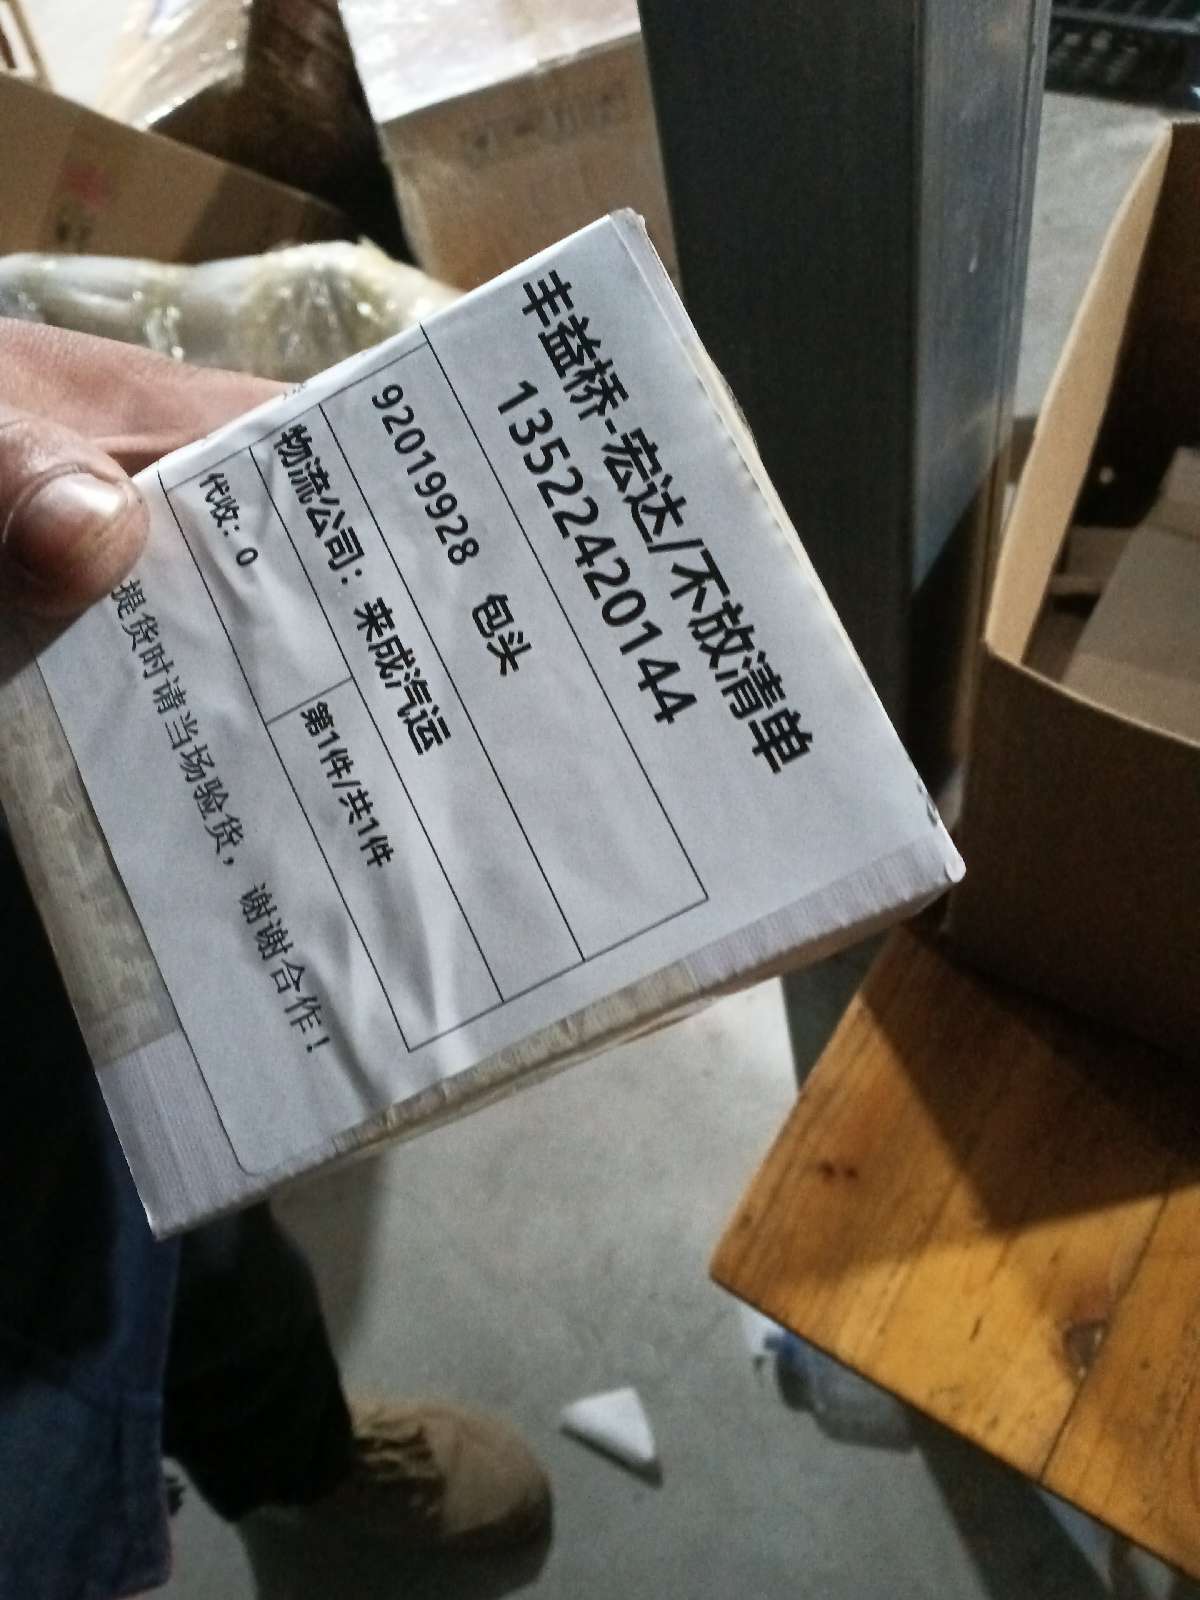 丰益桥-宏达/不放清单
13522420144
92019928 包头
物流公司：来成汽运
代收：0
第1件/共1件
提货时请当场验货，谢谢合作！